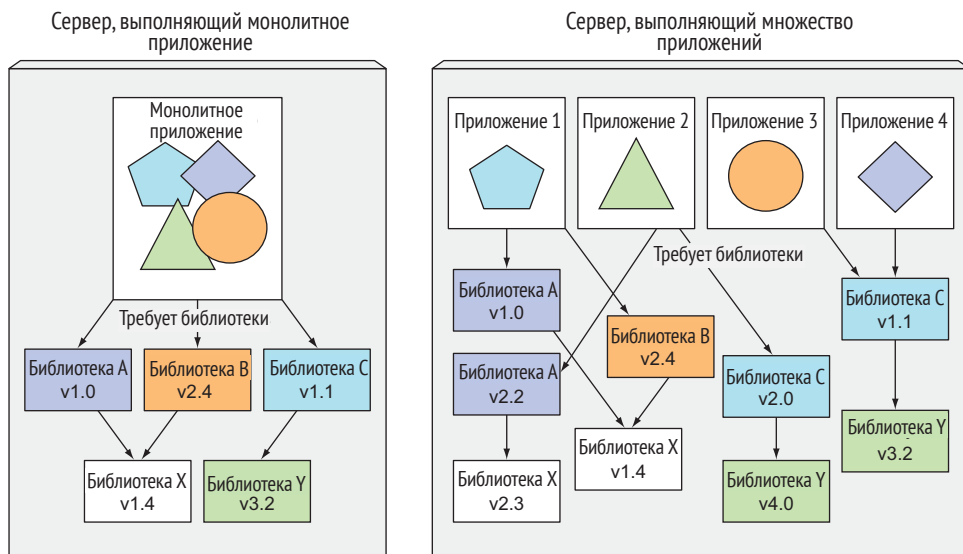 Сервер, выполняющий монолитное
приложение
Монолитное
приложение
Требует библиотеки
Библиотека A
v1.0
Библиотека B
v2.4
Библиотека C
v1.1
Библиотека X
v1.4
Библиотека Y
v3.2
Сервер, выполняющий множество
приложений
Приложение 1
Приложение 2
Приложение 3
Приложение 4
Требует библиотеки
Библиотека A
v1.0
Библиотека C
v1.1
Библиотека B
v2.4
Библиотека A
v2.2
Библиотека C
v2.0
Библиотека Y
v3.2
Библиотека X
v1.4
Библиотека X
v2.3
Библиотека Y
v4.0